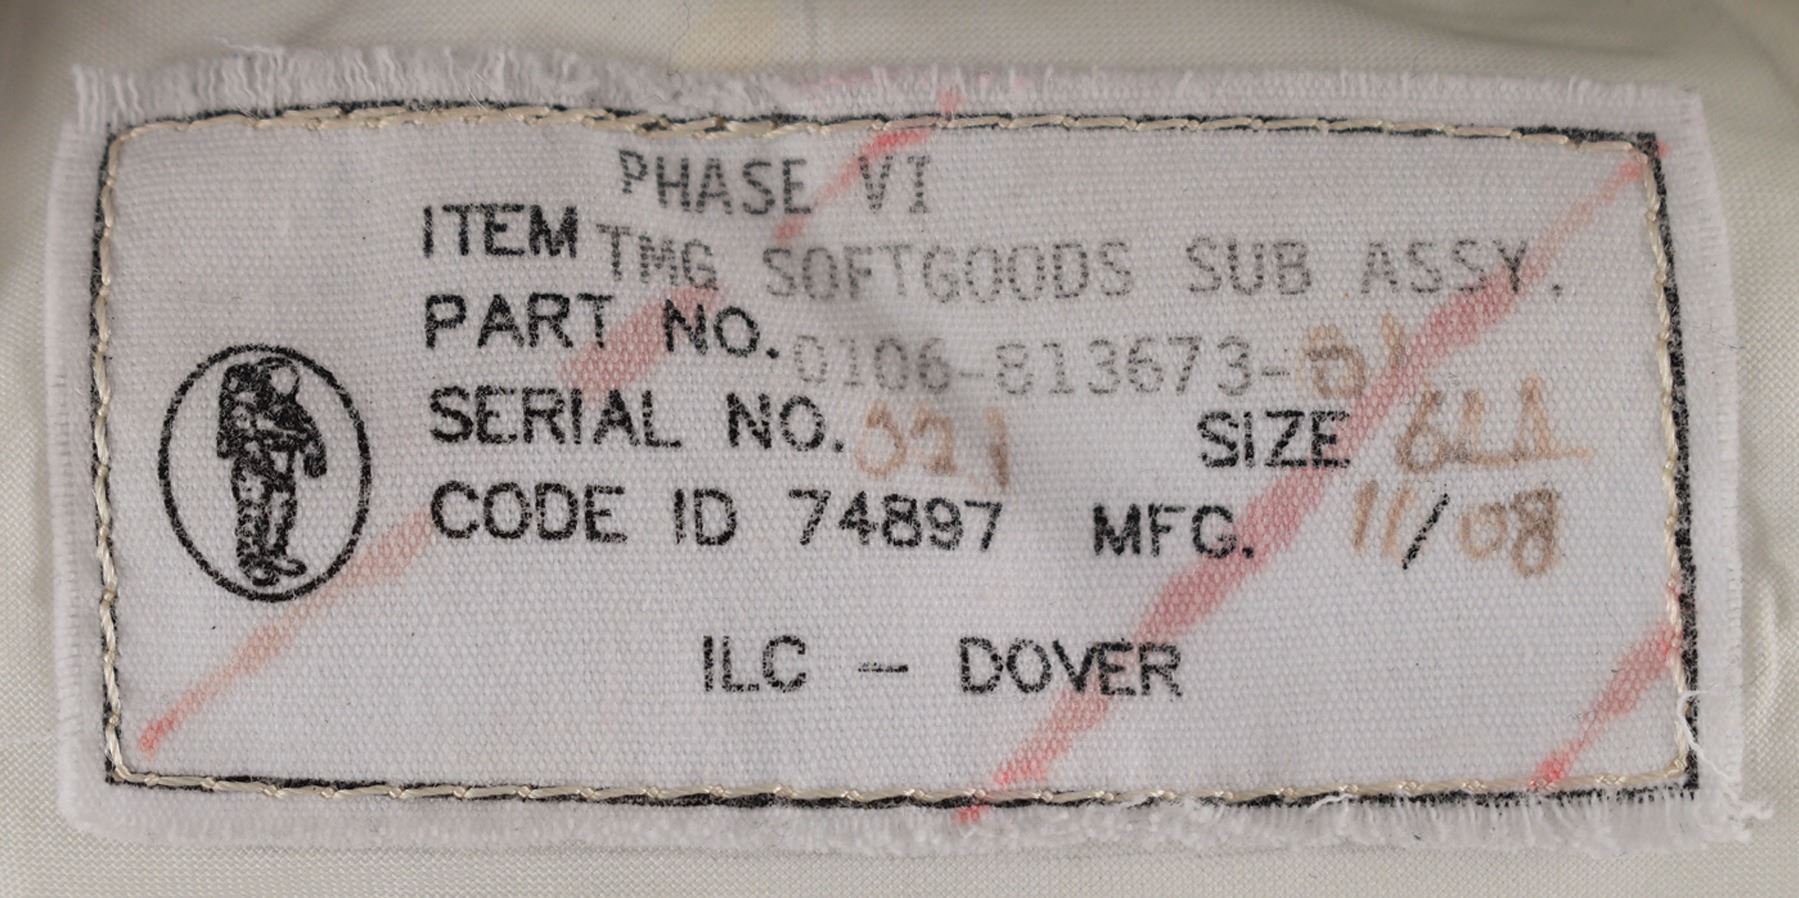 PHASE VI
ITEM TMG SOFTGOODS SUB ASSY.
PART NO. 0106-813673-
SERIAL NO. 321 SIZE
CODE ID 74897 MFG. 11/08
ILC - DOVER